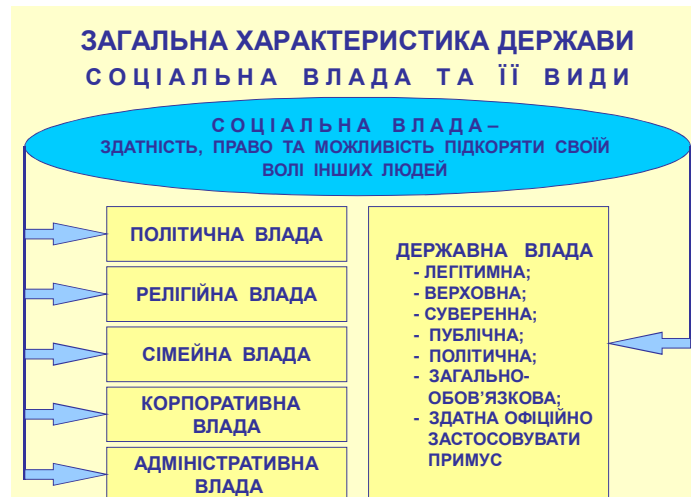 ЗАГАЛЬНА ХАРАКТЕРИСТИКА ДЕРЖАВИ
СОЦІАЛЬНА ВЛАДА ТА ЇЇ ВИДИ
СОЦІАЛЬНА ВЛАДА –
ЗДАТНІСТЬ, ПРАВО ТА МОЖЛИВІСТЬ ПІДКОРЯТИ СВОЇЙ
ВОЛІ ІНШИХ ЛЮДЕЙ
ПОЛІТИЧНА ВЛАДА
РЕЛІГІЙНА ВЛАДА
СІМЕЙНА ВЛАДА
КОРПОРАТИВНА
ВЛАДА
АДМІНІСТРАТИВНА
ВЛАДА
ДЕРЖАВНА ВЛАДА
- ЛЕГІТИМНА;
- ВЕРХОВНА;
- СУВЕРЕННА;
- ПУБЛІЧНА;
- ПОЛІТИЧНА;
- ЗАГАЛЬНО-
ОБОВ’ЯЗКОВА;
- ЗДАТНА ОФІЦІЙНО
ЗАСТОСОВУВАТИ
ПРИМУС